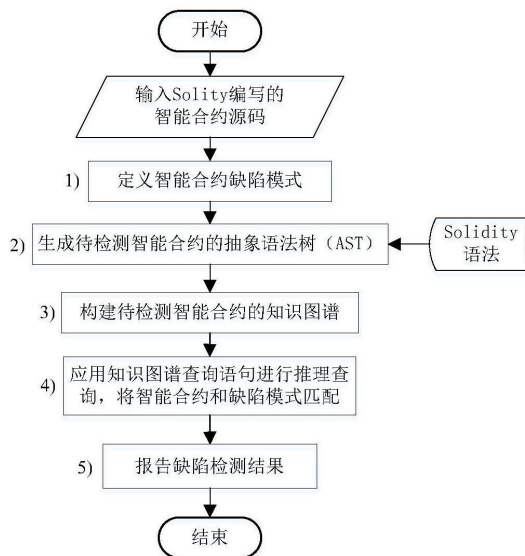 开始
输入Solity编写的
智能合约源码
1) 定义智能合约缺陷模式
2) 生成待检测智能合约的抽象语法树（AST）
Solidity
语法
3) 构建待检测智能合约的知识图谱
4) 应用知识图谱查询语句进行推理查
询，将智能合约和缺陷模式匹配
5) 报告缺陷检测结果
结束